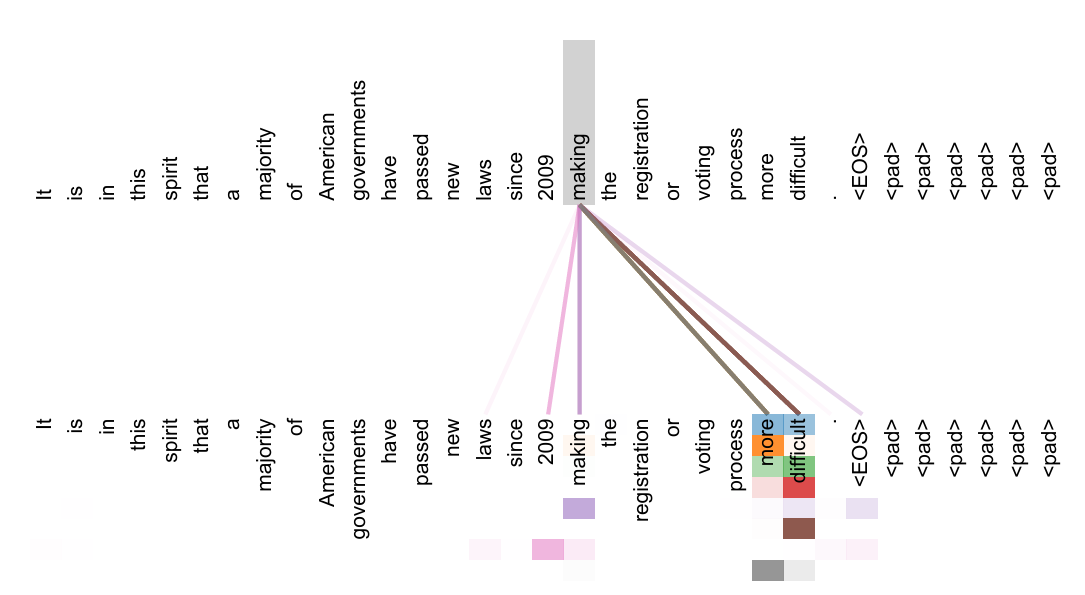 It is in this spirit that a majority of American governments have passed new laws since 2009 making the registration or voting process more difficult . <EOS> <pad> <pad> <pad> <pad> <pad> <pad>
It is in this spirit that a majority of American governments have passed new laws since 2009 making the registration or voting process more difficult . <EOS> <pad> <pad> <pad> <pad> <pad> <pad>